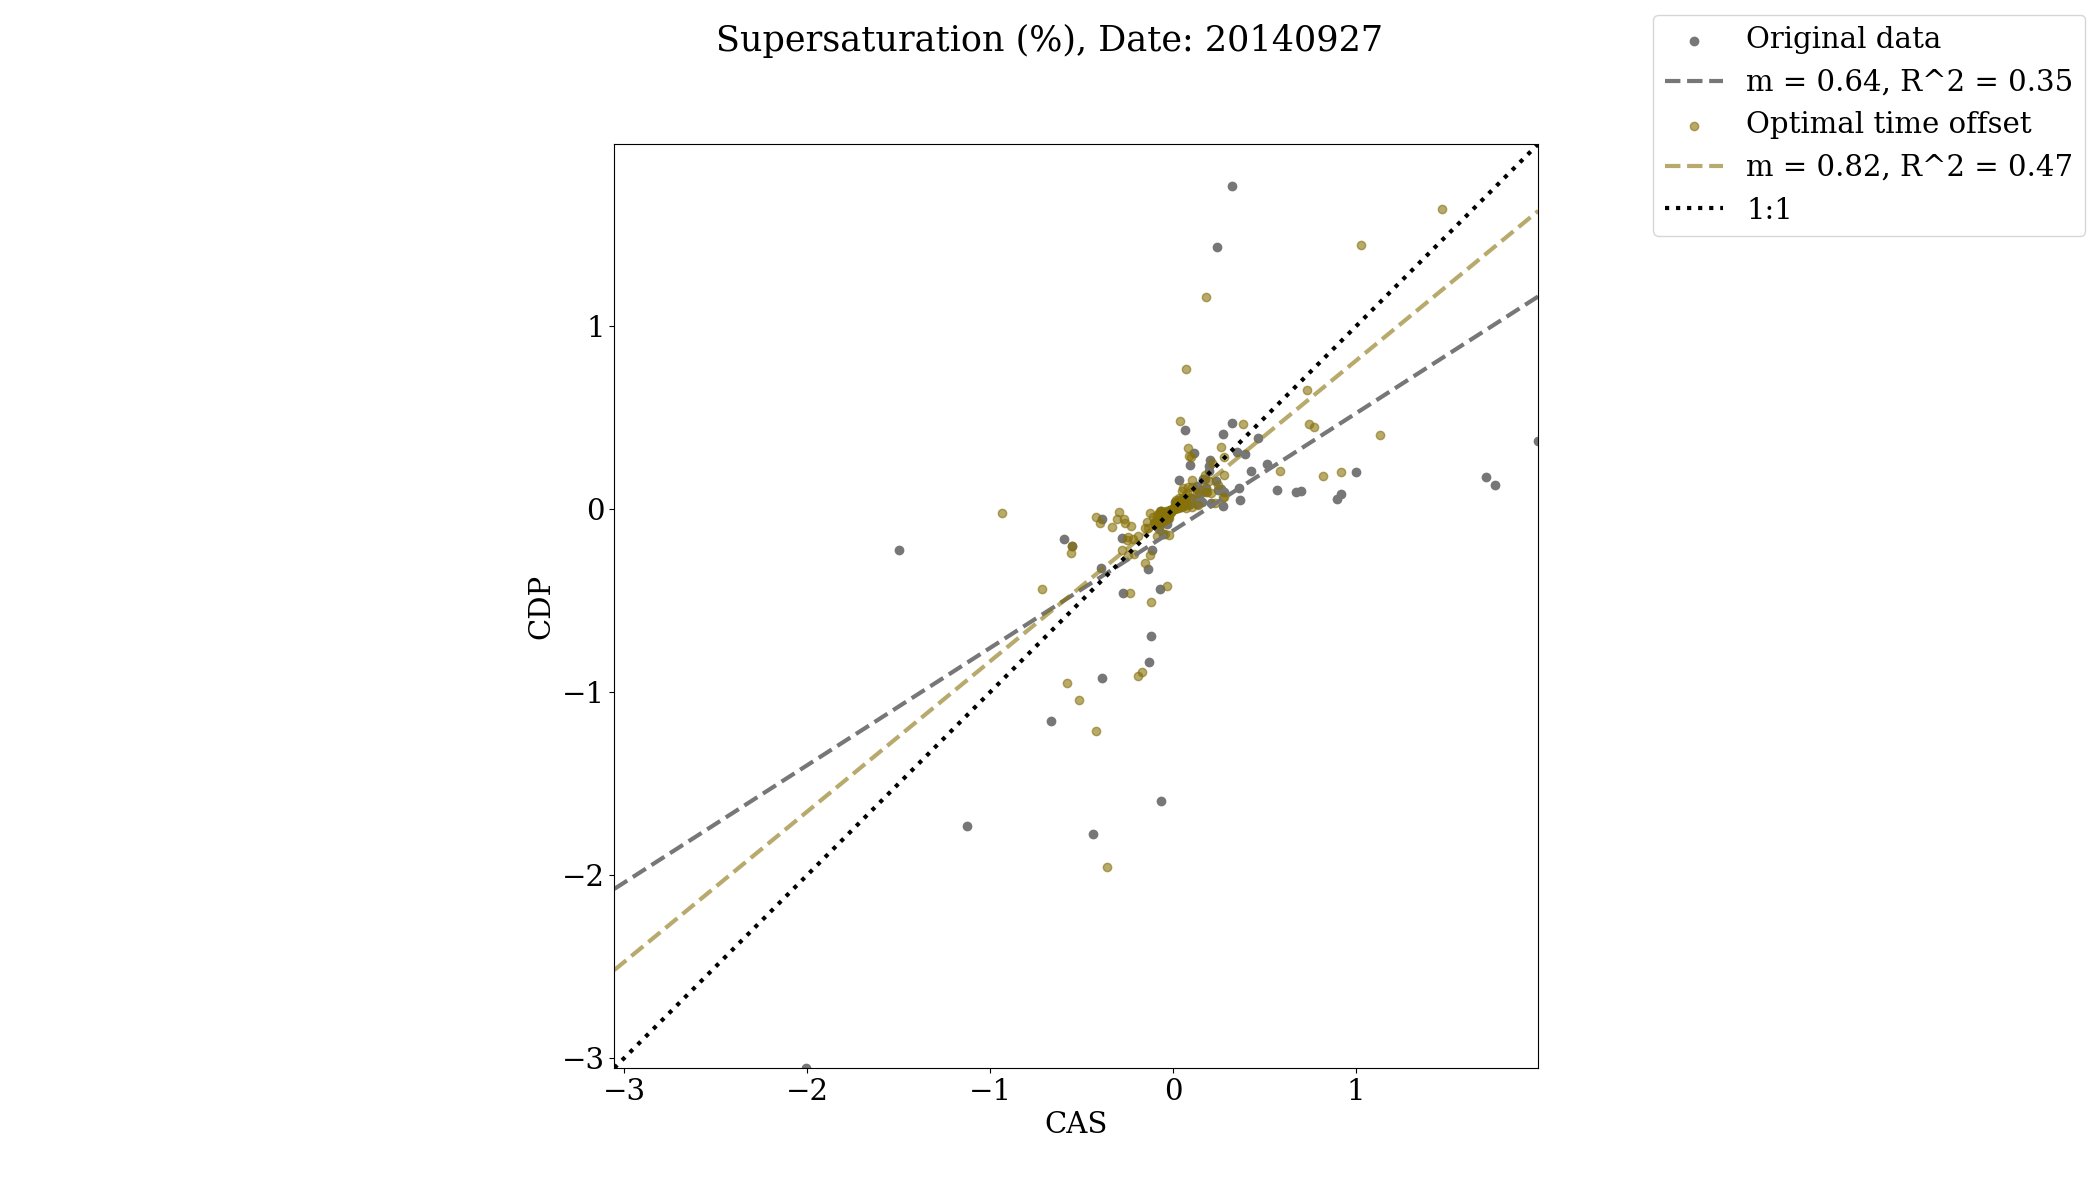 Supersaturation (%), Date: 20140927
Original data
m = 0.64, R^2 = 0.35
Optimal time offset
m = 0.82, R^2 = 0.47
1:1
1
0
−1
−2
−3
CDP
−3
−2
−1
0
1
CAS